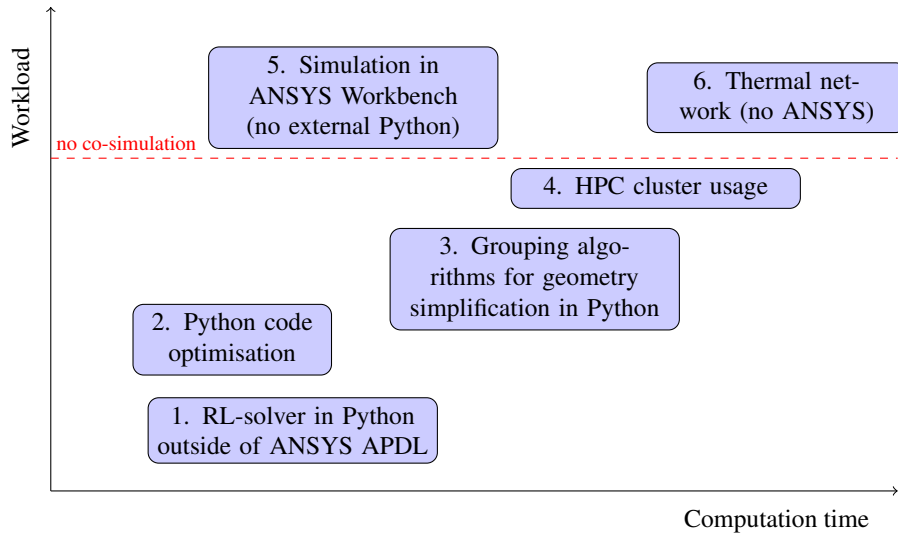 Workload
5. Simulation in
ANSYS Workbench
(no external Python)
6. Thermal net-
work (no ANSYS)
no co-simulation
4. HPC cluster usage
3. Grouping algo-
rithms for geometry
simplification in Python
2. Python code
optimisation
1. RL-solver in Python
outside of ANSYS APDL
Computation time